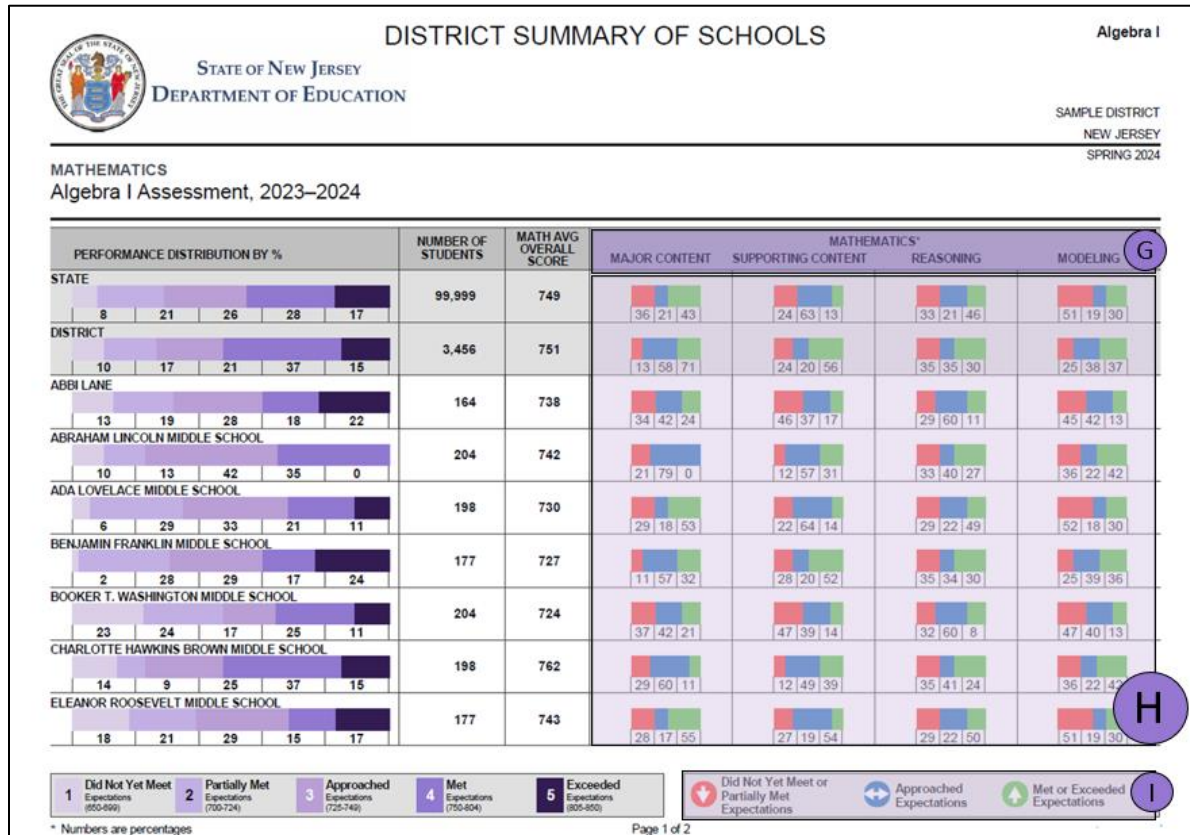 DISTRICT SUMMARY OF SCHOOLS
Algebra I
STATE OF NEW JERSEY
DEPARTMENT OF EDUCATION
SAMPLE DISTRICT
NEW JERSEY
SPRING 2024
MATHEMATICS
Algebra I Assessment, 2023–2024
PERFORMANCE DISTRIBUTION BY % NUMBER OF STUDENTS MATH AVG OVERALL SCORE MATHEMATICS* G
MAJOR CONTENT SUPPORTING CONTENT REASONING MODELING
STATE
99,999 749
8 21 26 28 17 36 21 43 24 63 13 33 21 46 51 19 30
DISTRICT
3,456 751
10 17 21 37 15 13 58 71 24 20 56 35 35 30 25 38 37
ABBI LANE
164 738
13 19 28 18 22 34 42 24 46 37 17 29 60 11 45 42 13
ABRAHAM LINCOLN MIDDLE SCHOOL
204 742
10 13 42 35 0 21 79 0 12 57 31 33 40 27 36 22 42
ADA LOVELACE MIDDLE SCHOOL
198 730
6 29 33 21 11 29 18 53 22 64 14 29 22 49 52 18 30
BENJAMIN FRANKLIN MIDDLE SCHOOL
177 727
2 28 29 17 24 11 57 32 28 20 52 35 34 30 25 39 36
BOOKER T. WASHINGTON MIDDLE SCHOOL
204 724
23 24 17 25 11 37 42 21 47 39 14 32 60 8 47 40 13
CHARLOTTE HAWKINS BROWN MIDDLE SCHOOL
198 762
14 9 25 37 15 29 60 11 12 49 39 35 41 24 36 22 42
ELEANOR ROOSEVELT MIDDLE SCHOOL
177 743 H
18 21 29 15 17 28 17 55 27 19 54 29 22 50 51 19 30
1 Did Not Yet Meet Expectations (650-699)
2 Partially Met Expectations (700-724)
3 Approached Expectations (725-749)
4 Met Expectations (750-804)
5 Exceeded Expectations (805-850)
Did Not Yet Meet or
Partially Met
Expectations
Approached
Expectations
Met or Exceeded
Expectations
I
* Numbers are percentages
Page 1 of 2